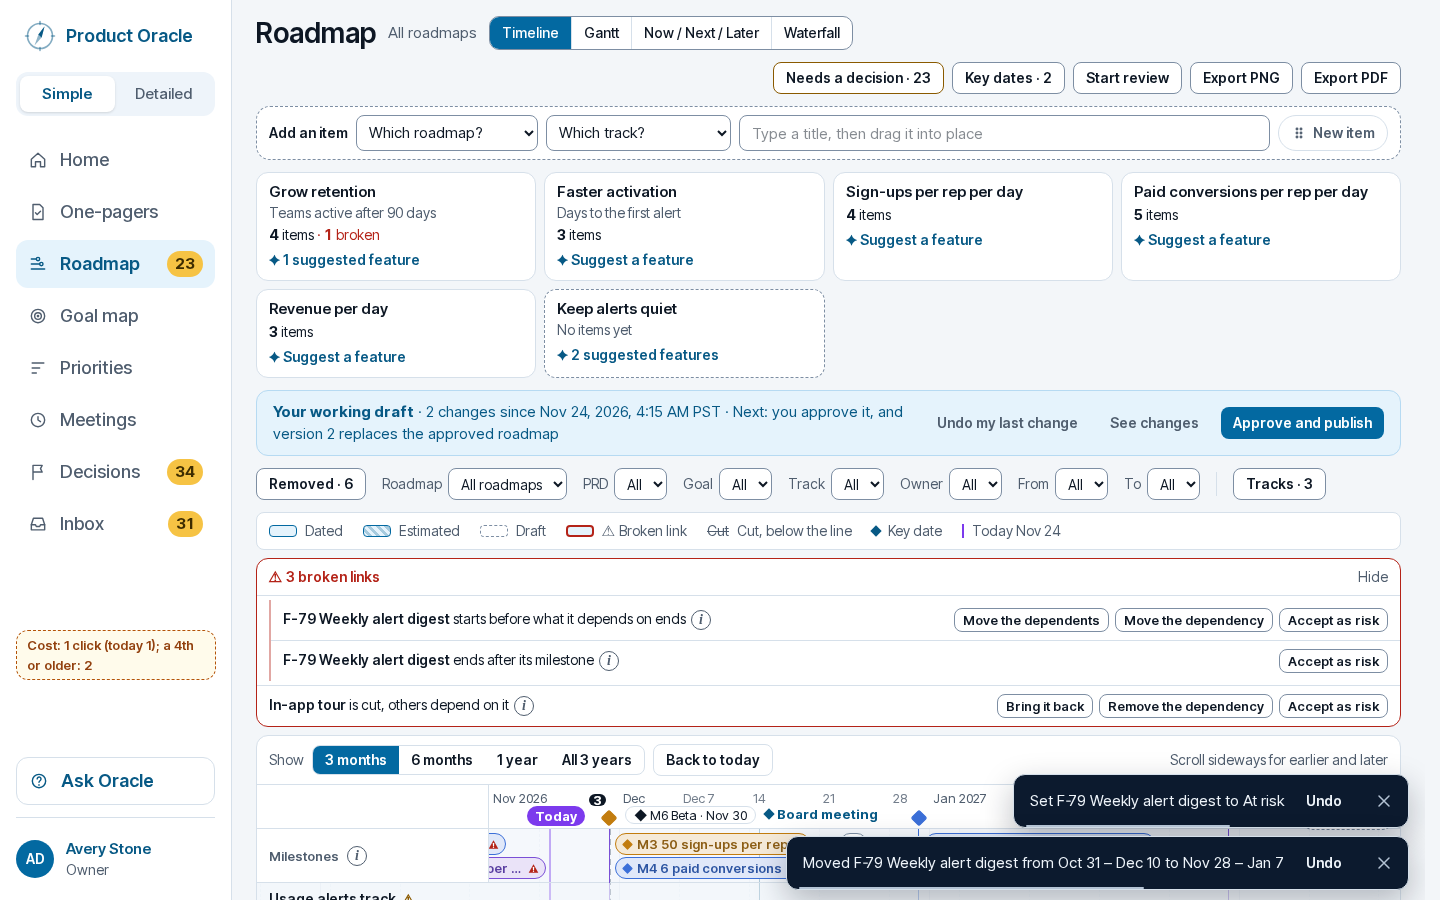 Product Oracle
Simple
Detailed
Home
One-pagers
Roadmap
23
Goal map
Priorities
Meetings
Decisions
34
Inbox
31
Cost: 1 click (today 1); a 4th
or older: 2
Ask Oracle
AD
Avery Stone
Owner
Roadmap
All roadmaps
Timeline
Gantt
Now / Next / Later
Waterfall
Needs a decision · 23
Key dates · 2
Start review
Export PNG
Export PDF
Add an item
Which roadmap?
Which track?
Type a title, then drag it into place
New item
Grow retention
Teams active after 90 days
4 items · 1 broken
✦ 1 suggested feature
Faster activation
Days to the first alert
3 items
✦ Suggest a feature
Sign-ups per rep per day
4 items
✦ Suggest a feature
Paid conversions per rep per day
5 items
✦ Suggest a feature
Revenue per day
3 items
✦ Suggest a feature
Keep alerts quiet
No items yet
✦ 2 suggested features
Your working draft · 2 changes since Nov 24, 2026, 4:15 AM PST · Next: you approve it, and
version 2 replaces the approved roadmap
Undo my last change
See changes
Approve and publish
Removed · 6
Roadmap
All roadmaps
PRD
All
Goal
All
Track
All
Owner
All
From
All
To
All
Tracks · 3
Dated
Estimated
Draft
⚠ Broken link
Cut
Cut, below the line
Key date
Today Nov 24
⚠ 3 broken links
Hide
F-79 Weekly alert digest starts before what it depends on ends i
Move the dependents
Move the dependency
Accept as risk
F-79 Weekly alert digest ends after its milestone i
Accept as risk
In-app tour is cut, others depend on it i
Bring it back
Remove the dependency
Accept as risk
Show
3 months
6 months
1 year
All 3 years
Back to today
Scroll sideways for earlier and later
Nov 2026
3
Dec
Dec 7
14
21
28
Jan 2027
Today
M6 Beta · Nov 30
Board meeting
Milestones i
M3 50 sign-ups per rep
per ...
M4 6 paid conversions
Usage alerts track
Set F-79 Weekly alert digest to At risk
Undo
Moved F-79 Weekly alert digest from Oct 31 – Dec 10 to Nov 28 – Jan 7
Undo